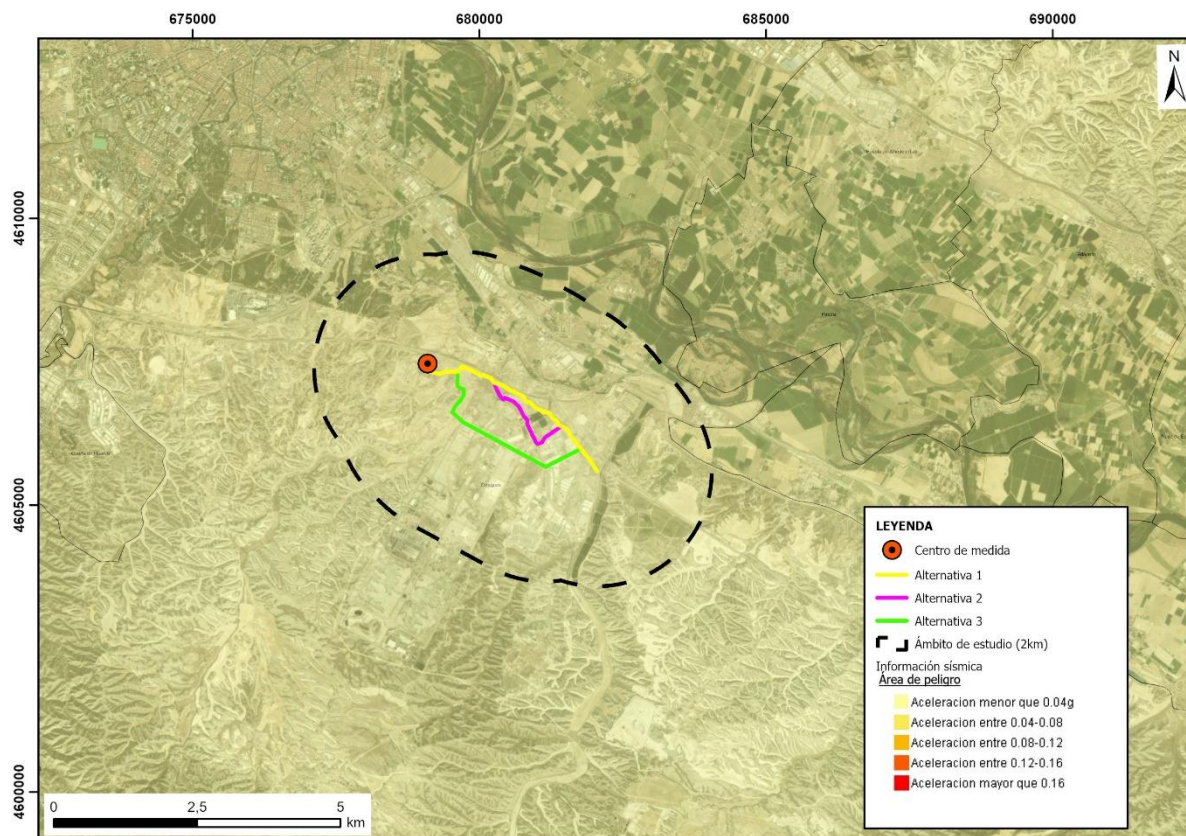 675000 680000 685000 690000
N
4610000
4605000
4600000
LEYENDA
Centro de medida
Alternativa 1
Alternativa 2
Alternativa 3
Ámbito de estudio (2km)
Información sísmica
Área de peligro
Aceleracion menor que 0.04g
Aceleracion entre 0.04-0.08
Aceleracion entre 0.08-0.12
Aceleracion entre 0.12-0.16
Aceleracion mayor que 0.16
0 2,5 5
km